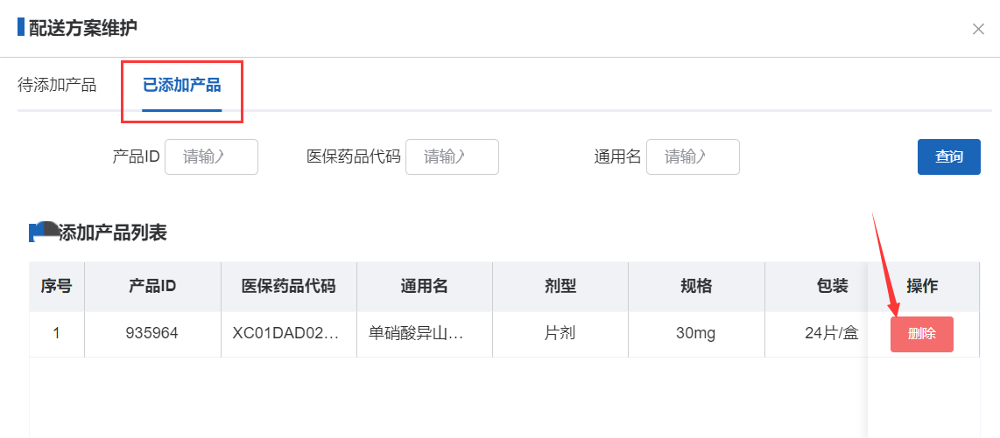 配送方案维护
待添加产品 已添加产品
产品ID 请输入 医保药品代码 请输入 通用名 请输入 查询
添加产品列表
序号 产品ID 医保药品代码 通用名 剂型 规格 包装 操作
1 935964 XC01DAD02... 单硝酸异山... 片剂 30mg 24片/盒 删除